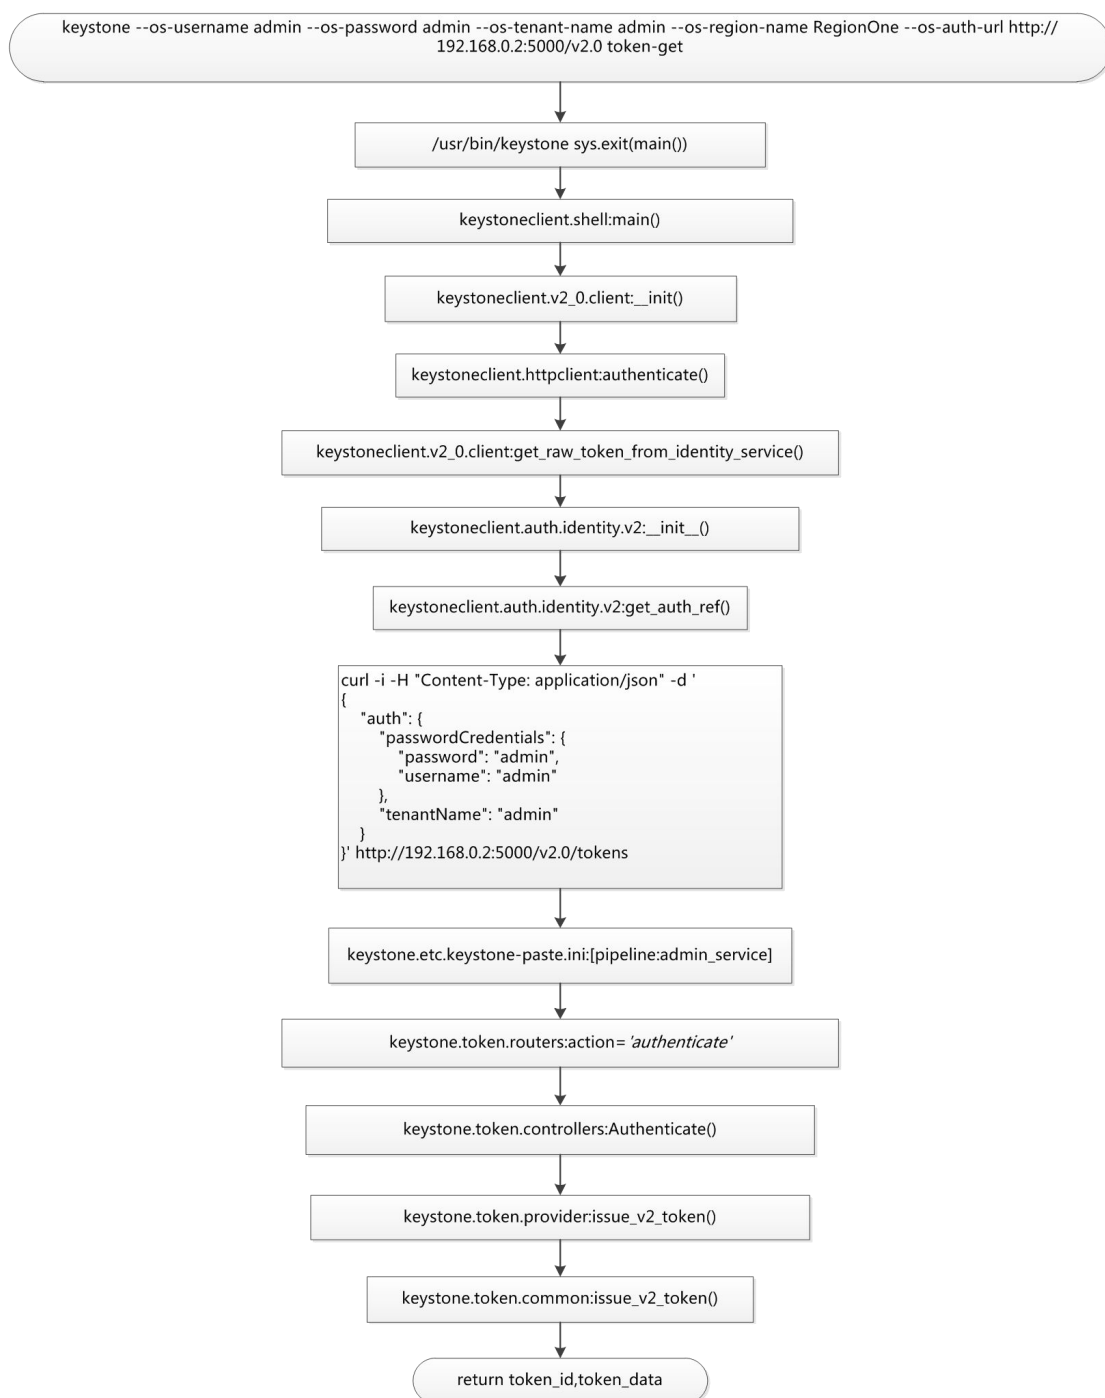 keystone --os-username admin --os-password admin --os-tenant-name admin --os-region-name RegionOne --os-auth-url http://
192.168.0.2:5000/v2.0 token-get
/usr/bin/keystone sys.exit(main())
keystoneclient.shell:main()
keystoneclient.v2_0.client:__init()
keystoneclient.httpclient:authenticate()
keystoneclient.v2_0.client:get_raw_token_from_identity_service()
keystoneclient.auth.identity.v2:__init__()
keystoneclient.auth.identity.v2:get_auth_ref()
curl -i -H "Content-Type: application/json" -d '
{
    "auth": {
        "passwordCredentials": {
            "password": "admin",
            "username": "admin"
        },
        "tenantName": "admin"
    }
}' http://192.168.0.2:5000/v2.0/tokens
keystone.etc.keystone-paste.ini:[pipeline:admin_service]
keystone.token.routers:action='authenticate'
keystone.token.controllers:Authenticate()
keystone.token.provider:issue_v2_token()
keystone.token.common:issue_v2_token()
return token_id,token_data